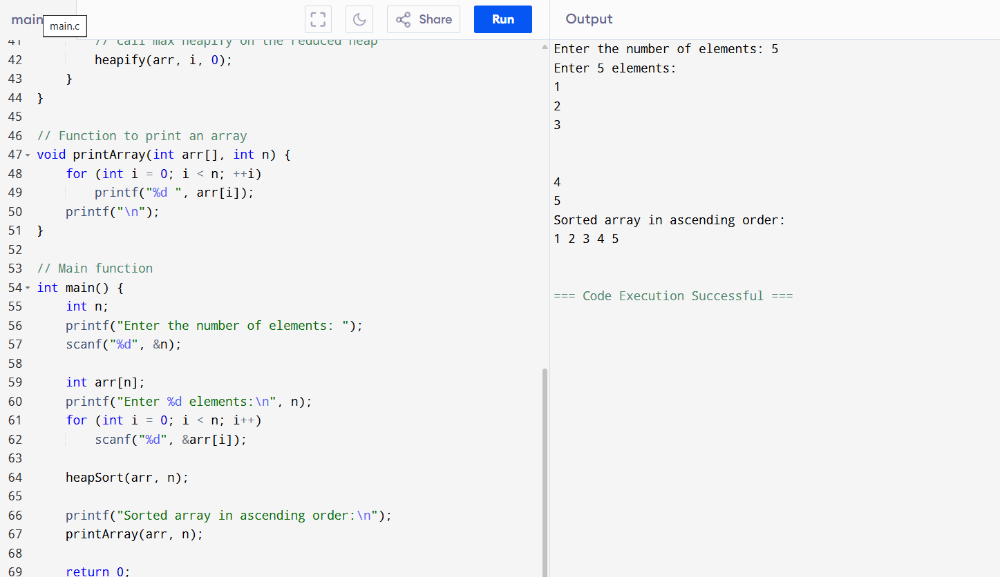 main
main.c
Share
Run
Output
41 // Call max heapify on the reduced heap
42 heapify(arr, i, 0);
43 }
44 }
45
46 // Function to print an array
47 void printArray(int arr[], int n) {
48 for (int i = 0; i < n; ++i)
49 printf("%d ", arr[i]);
50 printf("\n");
51 }
52
53 // Main function
54 int main() {
55 int n;
56 printf("Enter the number of elements: ");
57 scanf("%d", &n);
58
59 int arr[n];
60 printf("Enter %d elements:\n", n);
61 for (int i = 0; i < n; i++)
62 scanf("%d", &arr[i]);
63
64 heapSort(arr, n);
65
66 printf("Sorted array in ascending order:\n");
67 printArray(arr, n);
68
69 return 0;
Enter the number of elements: 5
Enter 5 elements:
1
2
3
4
5
Sorted array in ascending order:
1 2 3 4 5
=== Code Execution Successful ===